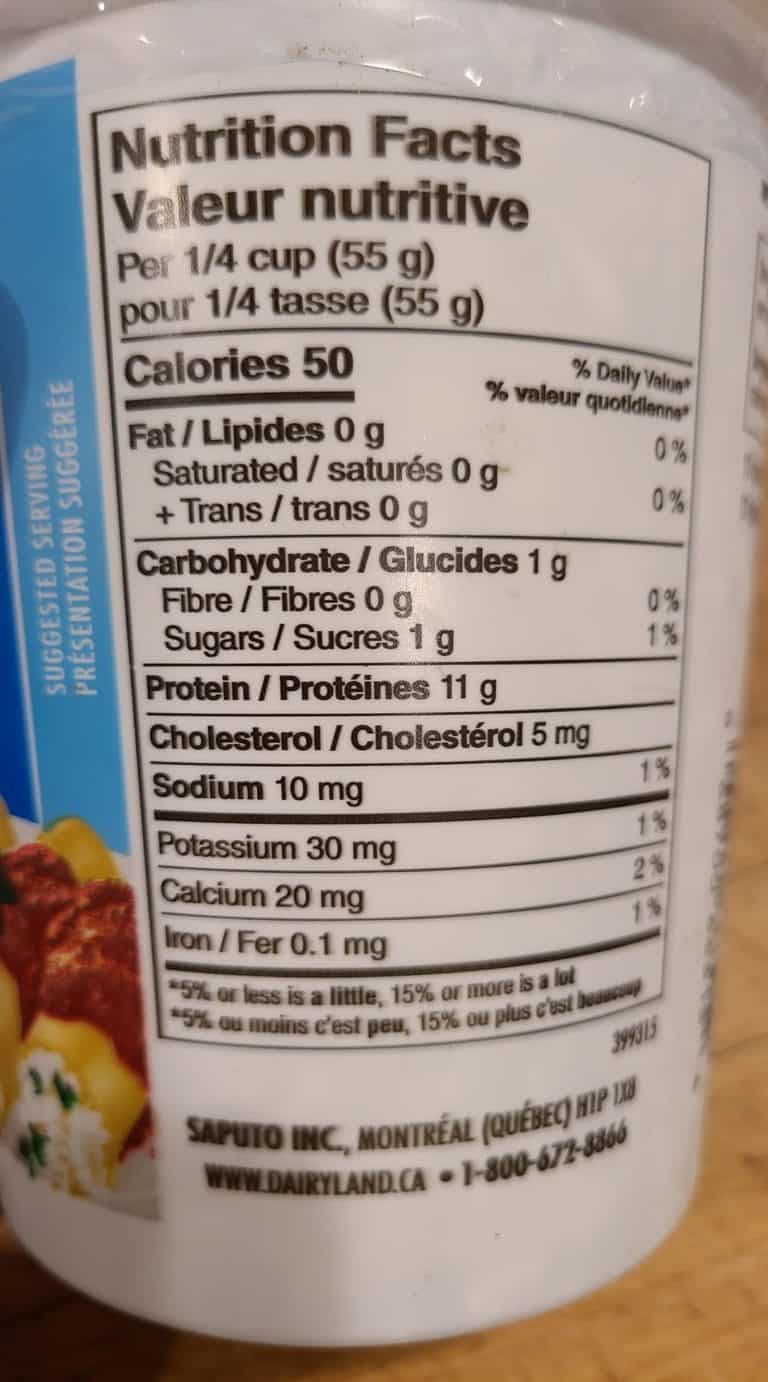 SUGGESTED SERVING
PRÉSENTATION SUGGÉRÉE
Nutrition Facts
Valeur nutritive
Per 1/4 cup (55 g)
pour 1/4 tasse (55 g)
Calories 50
% Daily Value*
% valeur quotidienne*
Fat / Lipides 0 g 0 %
Saturated / saturés 0 g
+ Trans / trans 0 g 0 %
Carbohydrate / Glucides 1 g
Fibre / Fibres 0 g 0 %
Sugars / Sucres 1 g 1 %
Protein / Protéines 11 g
Cholesterol / Cholestérol 5 mg
Sodium 10 mg 1 %
Potassium 30 mg 1 %
Calcium 20 mg 2 %
Iron / Fer 0.1 mg 1 %
*5% or less is a little, 15% or more is a lot
*5% ou moins c'est peu, 15% ou plus c'est beaucoup
399315
SAPUTO INC., MONTRÉAL (QUÉBEC) H1P 1X8
WWW.DAIRYLAND.CA • 1-800-672-8866